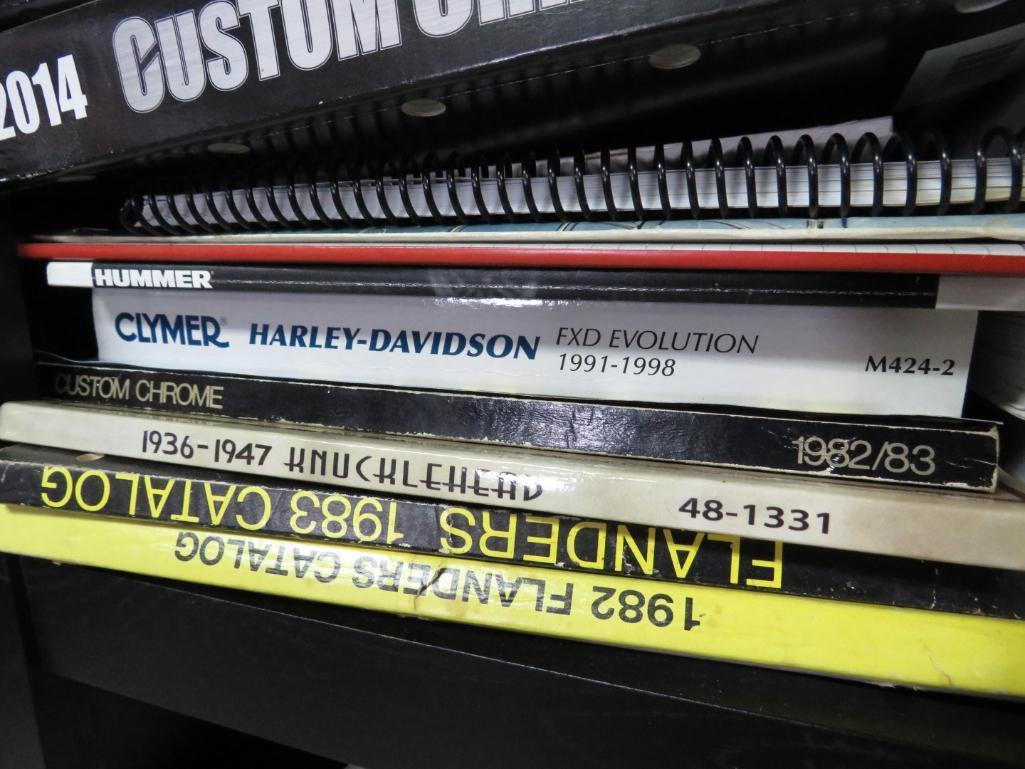 2014 CUSTOM
HUMMER
CLYMER HARLEY-DAVIDSON FXD EVOLUTION
1991-1998 M424-2
CUSTOM CHROME 1982/83
1936-1947 KNUCKLEHEAD 48-1331
FLANDERS 1983 CATALOG
1982 FLANDERS CATALOG